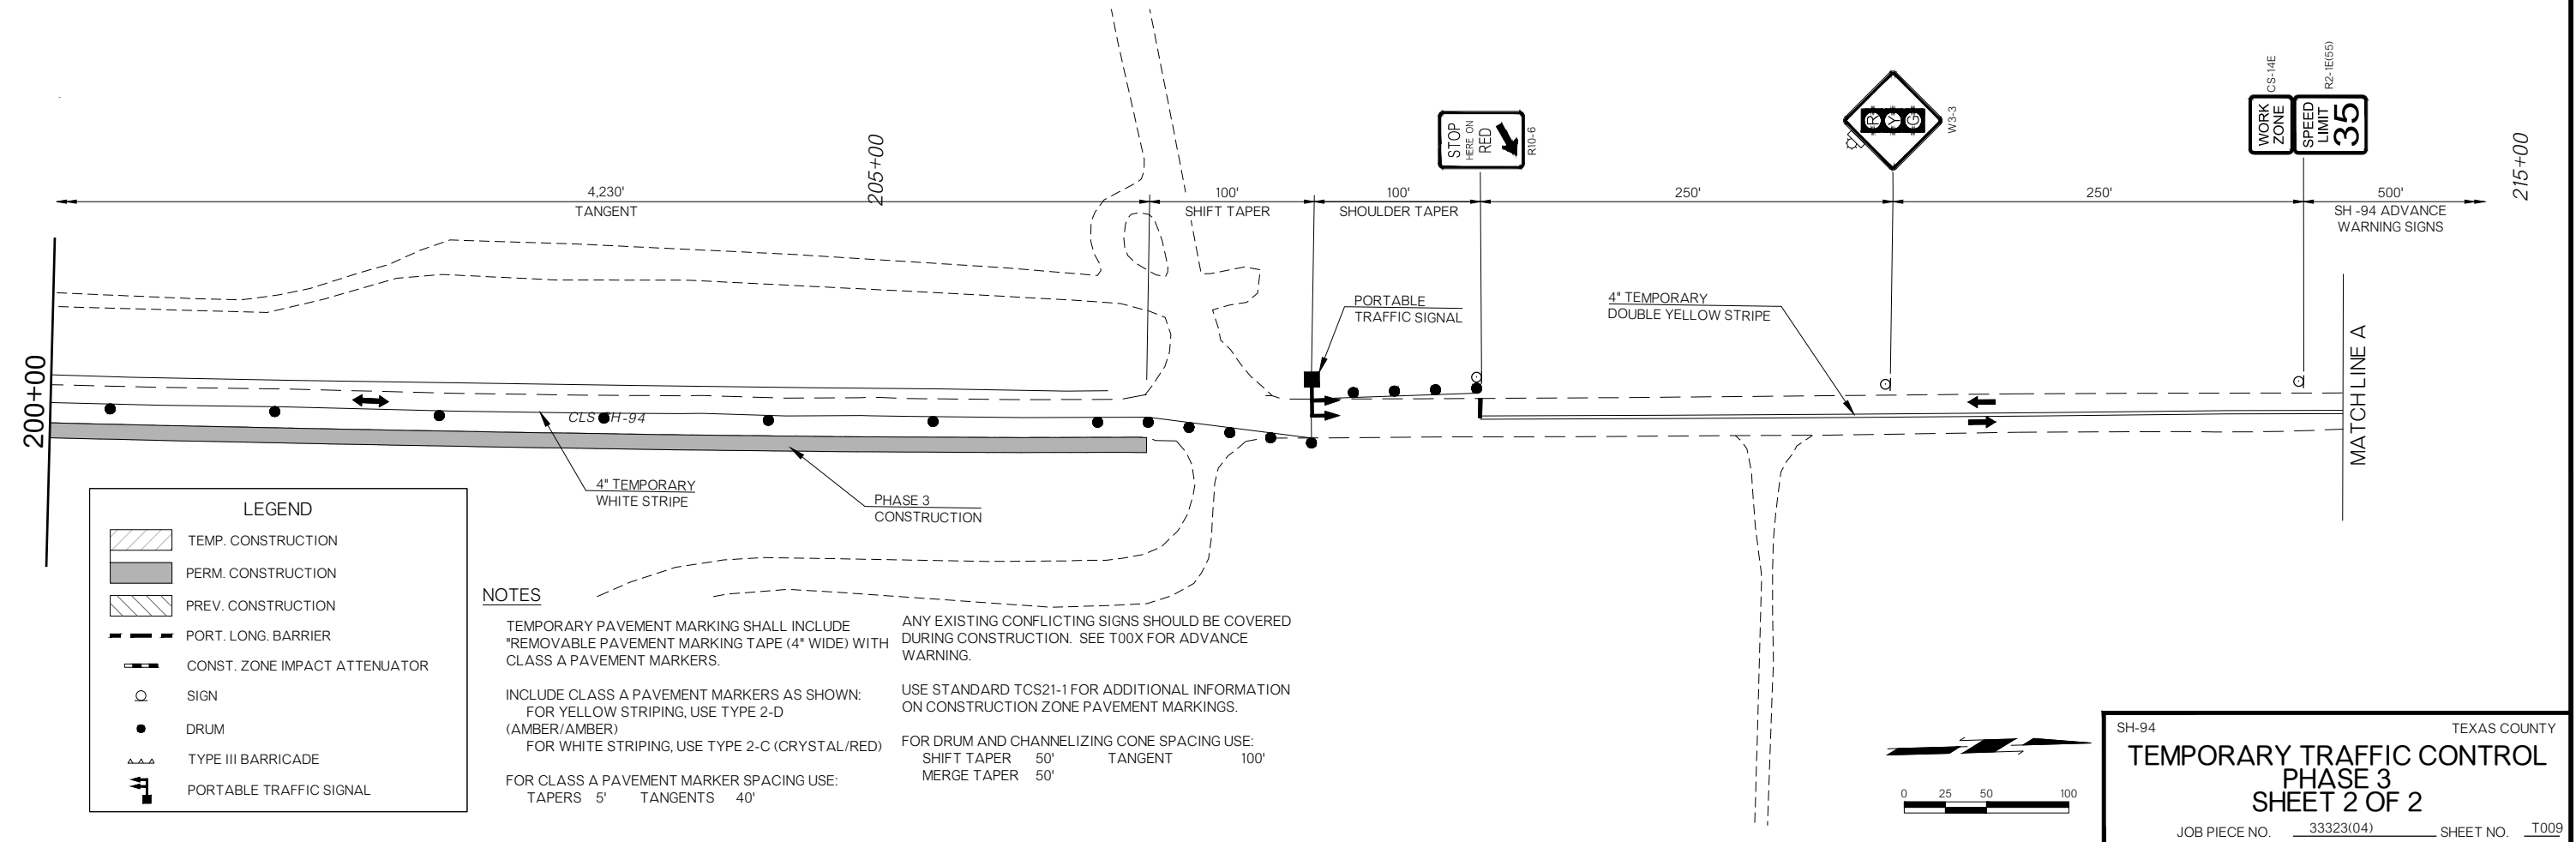 CS-14E
R2-1E(55)
WORK
ZONE
SPEED
LIMIT
35
STOP
HERE ON
RED
R10-6
R
Y
G
W3-3
205+00
215+00
4,230'
TANGENT
100'
SHIFT TAPER
100'
SHOULDER TAPER
250'
250'
500'
SH -94 ADVANCE
WARNING SIGNS
PORTABLE
TRAFFIC SIGNAL
4" TEMPORARY
DOUBLE YELLOW STRIPE
200+00
MATCH LINE A
4" TEMPORARY
WHITE STRIPE
PHASE 3
CONSTRUCTION
LEGEND
TEMP. CONSTRUCTION
PERM. CONSTRUCTION
PREV. CONSTRUCTION
PORT. LONG. BARRIER
CONST. ZONE IMPACT ATTENUATOR
SIGN
DRUM
TYPE III BARRICADE
PORTABLE TRAFFIC SIGNAL
NOTES
TEMPORARY PAVEMENT MARKING SHALL INCLUDE
"REMOVABLE PAVEMENT MARKING TAPE (4" WIDE) WITH
CLASS A PAVEMENT MARKERS.
INCLUDE CLASS A PAVEMENT MARKERS AS SHOWN:
FOR YELLOW STRIPING, USE TYPE 2-D
(AMBER/AMBER)
FOR WHITE STRIPING, USE TYPE 2-C (CRYSTAL/RED)
FOR CLASS A PAVEMENT MARKER SPACING USE:
TAPERS 5' TANGENTS 40'
ANY EXISTING CONFLICTING SIGNS SHOULD BE COVERED
DURING CONSTRUCTION. SEE T00X FOR ADVANCE
WARNING.
USE STANDARD TCS21-1 FOR ADDITIONAL INFORMATION
ON CONSTRUCTION ZONE PAVEMENT MARKINGS.
FOR DRUM AND CHANNELIZING CONE SPACING USE:
SHIFT TAPER 50' TANGENT 100'
MERGE TAPER 50'
0 25 50 100
SH-94 TEXAS COUNTY
TEMPORARY TRAFFIC CONTROL
PHASE 3
SHEET 2 OF 2
JOB PIECE NO. 33323(04) SHEET NO. T009